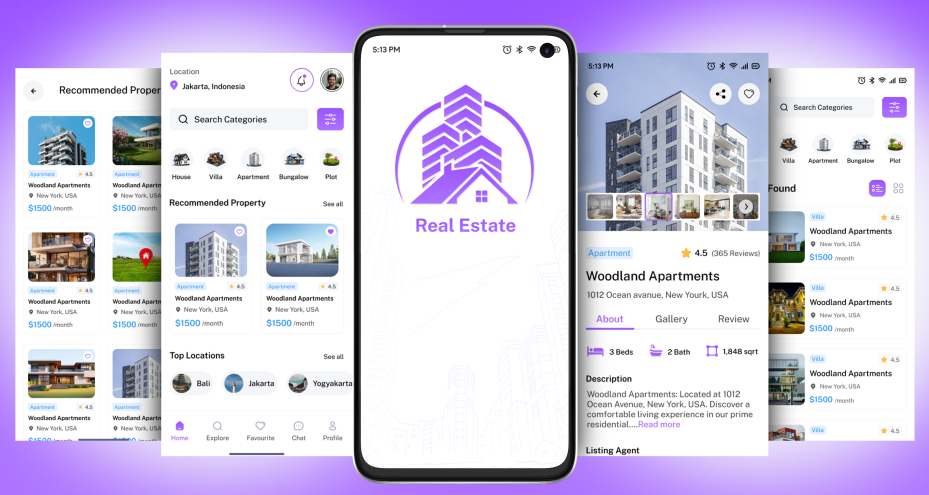 Recommended Proper
Apartment
4.5
Woodland Apartments
New York, USA
$1500 /month
Apartment
Woodland Apart
New York, USA
$1500 /month
Apartment
4.5
Woodland Apartments
New York, USA
$1500 /month
Apartment
Woodland Apart
New York, USA
$1500 /month
Apartment
4.5
Woodland Apartments
New York, USA
Apartment
Woodland Apart
New York, USA
Location
Jakarta, Indonesia
Search Categories
House
Villa
Apartment
Bungalow
Plot
Recommended Property
See all
Apartment
4.5
Woodland Apartments
New York, USA
$1500 /month
Apartment
4.5
Woodland Apartments
New York, USA
$1500 /month
Top Locations
See all
Bali
Jakarta
Yogyakarta
Home
Explore
Favourite
Chat
Profile
5:13 PM
Real Estate
5:13 PM
Apartment
4.5 (365 Reviews)
Woodland Apartments
1012 Ocean avanue, New Yourk, USA
About
Gallery
Review
3 Beds
2 Bath
1,848 sqrt
Description
Woodland Apartments: Located at 1012
Ocean Avenue, New York, USA. Discover a
comfortable living experience in our prime
residential....Read more
Listing Agent
Search Categories
Villa
Apartment
Bungalow
Plot
Found
Villa
4.5
Woodland Apartments
New York, USA
$1500 /month
Villa
4.5
Woodland Apartments
New York, USA
$1500 /month
Villa
4.5
Woodland Apartments
New York, USA
$1500 /month
Villa
4.5
Woodland Apartments